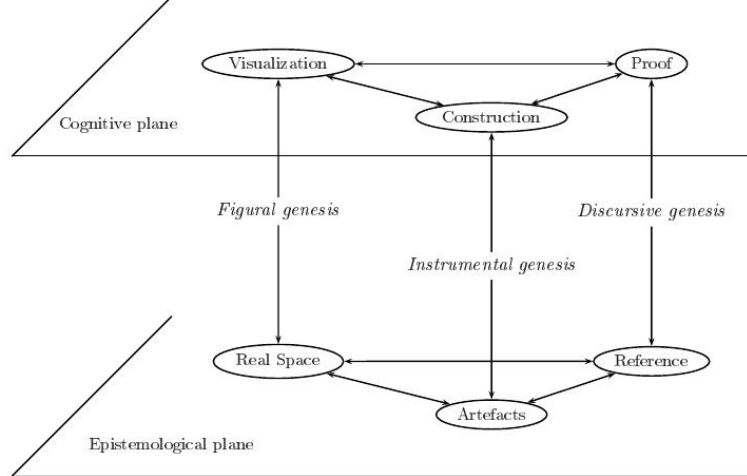 Visualization
Proof
Construction
Cognitive plane
Figural genesis
Discursive genesis
Instrumental genesis
Real Space
Reference
Artefacts
Epistemological plane